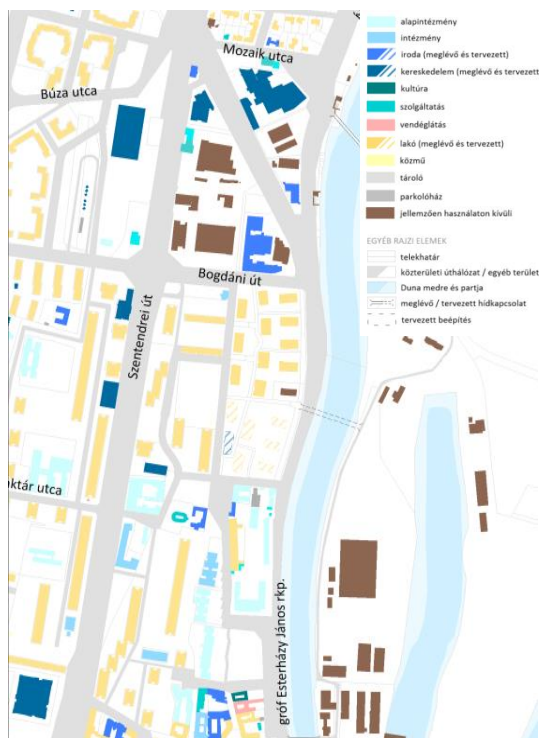 Mozaik utca
Búza utca
Bogdáni út
Szentendrei út
aktár utca
gróf Esterházy János rkp.
alapintézmény
intézmény
iroda (meglévő és tervezett)
kereskedelem (meglévő és tervezett
kultúra
szolgáltatás
vendéglátás
lakó (meglévő és tervezett)
közmű
tároló
parkolóház
jellemzően használaton kívüli
EGYÉB RAJZI ELEMEK
telekhatár
közterületi úthálózat / egyéb terület
Duna medre és partja
meglévő / tervezett hídkapcsolat
tervezett beépítés